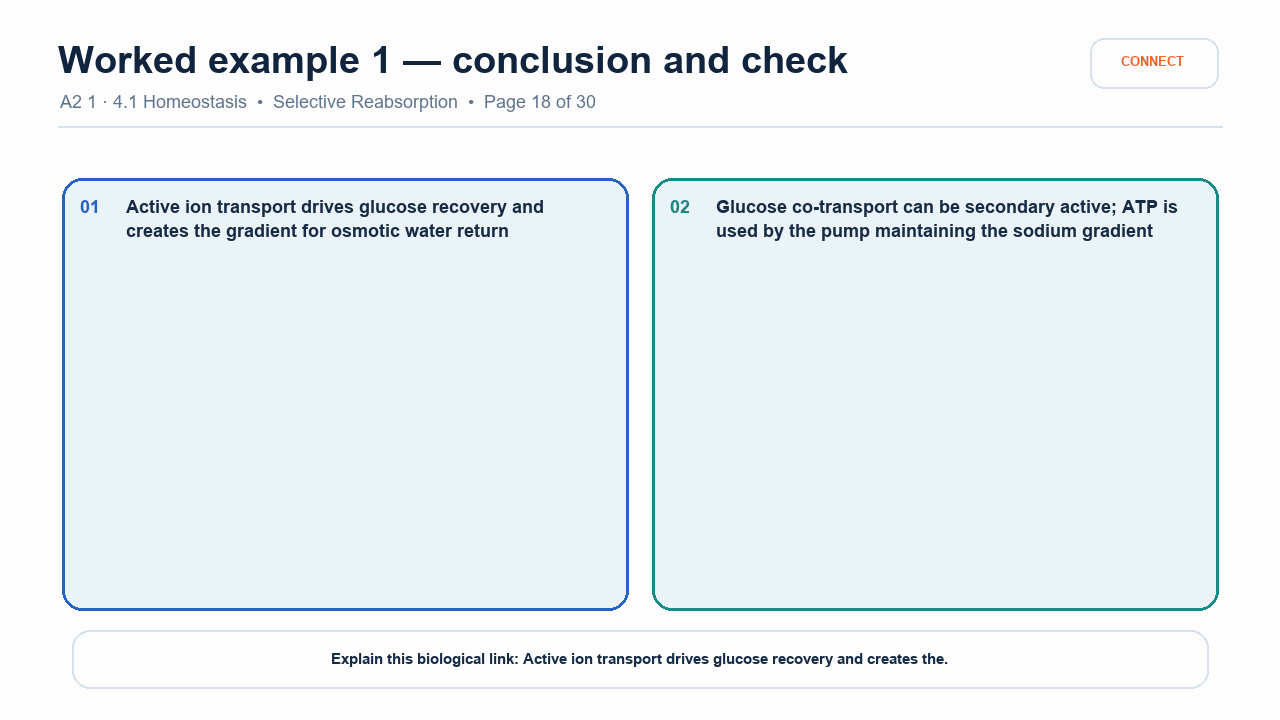 Worked example 1 — conclusion and check
CONNECT
A2 1 · 4.1 Homeostasis • Selective Reabsorption • Page 18 of 30
01 Active ion transport drives glucose recovery and
creates the gradient for osmotic water return
02 Glucose co-transport can be secondary active; ATP is
used by the pump maintaining the sodium gradient
Explain this biological link: Active ion transport drives glucose recovery and creates the.